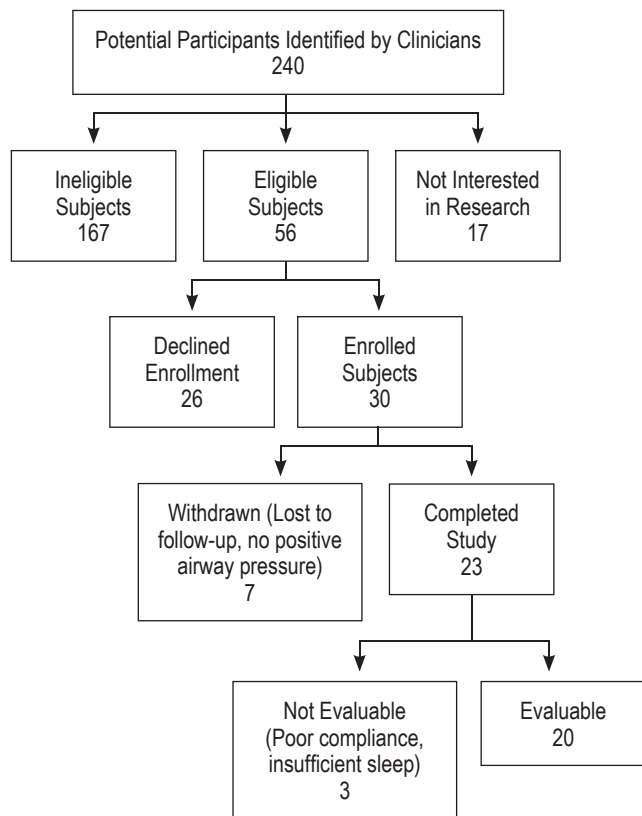 Potential Participants Identified by Clinicians
240
Ineligible
Subjects
167
Eligible
Subjects
56
Not Interested
in Research
17
Declined
Enrollment
26
Enrolled
Subjects
30
Withdrawn (Lost to
follow-up, no positive
airway pressure)
7
Completed
Study
23
Not Evaluable
(Poor compliance,
insufficient sleep)
3
Evaluable
20